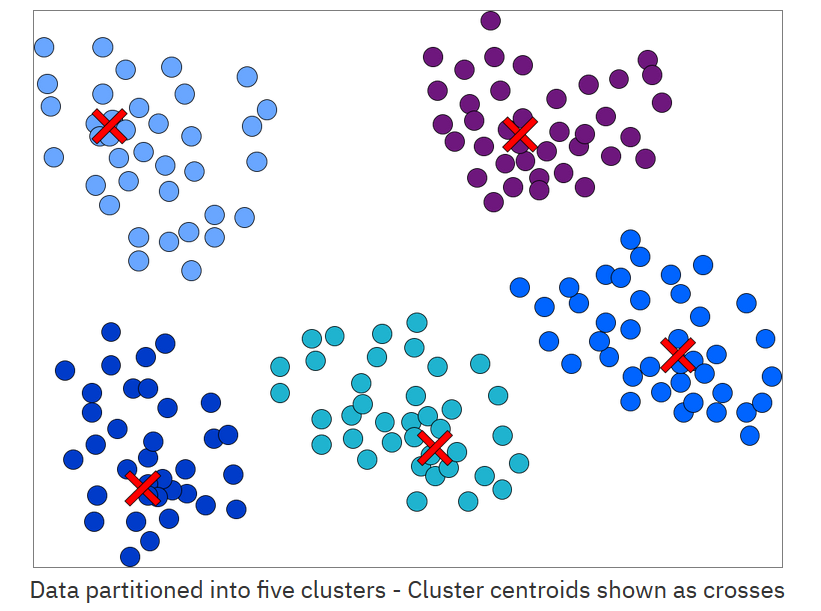 Data partitioned into five clusters - Cluster centroids shown as crosses